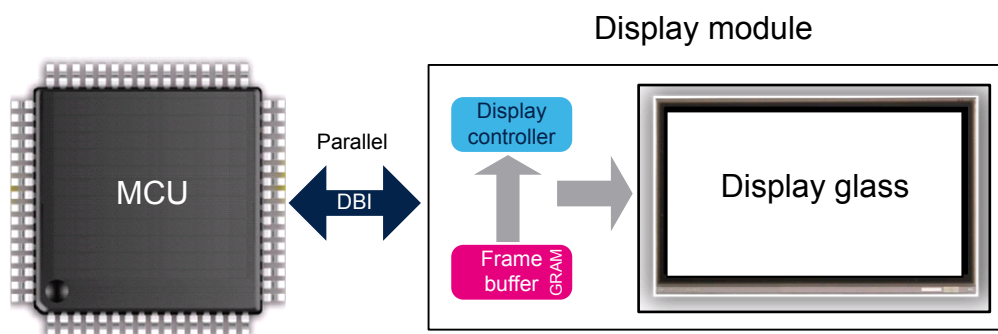 Display module
Display
controller
Parallel
MCU
DBI
Display glass
Frame
buffer
GRAM